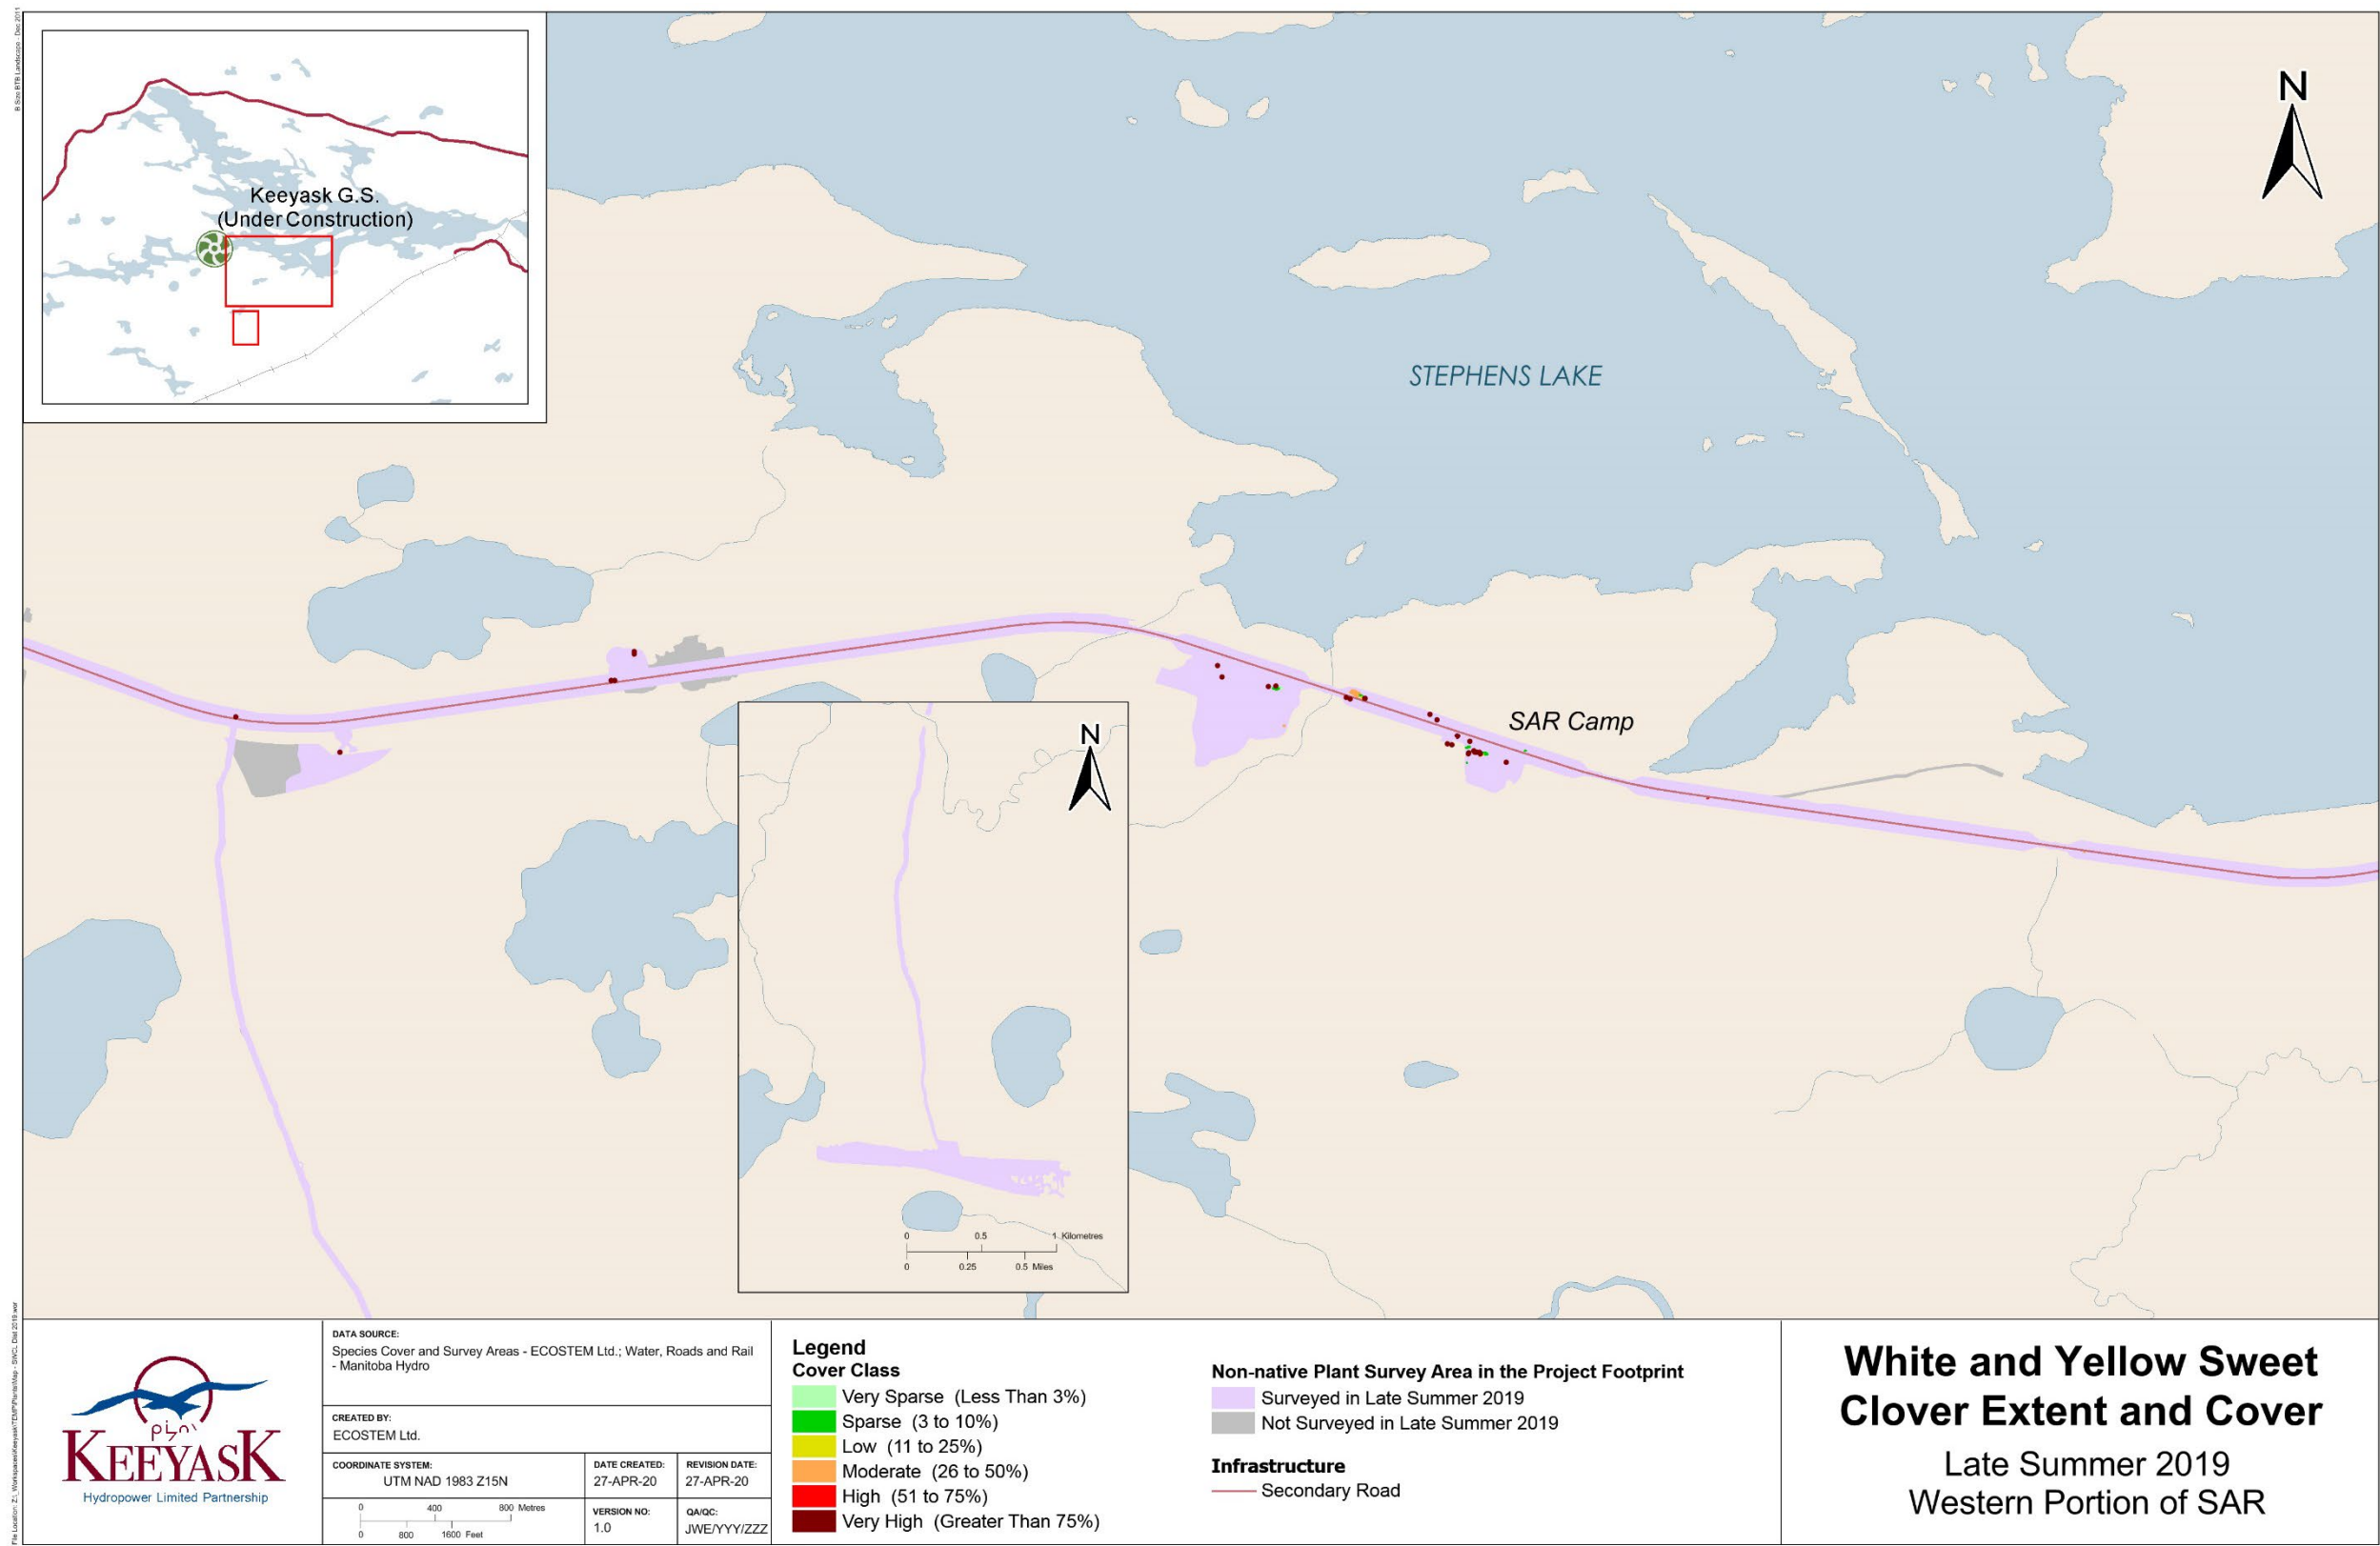 B Size BTB Landscape - Dec 2011
N
Keeyask G.S.
(Under Construction)
STEPHENS LAKE
SAR Camp
N
0 0.5 1 Kilometres
0 0.25 0.5 Miles
KEEYASK
Hydropower Limited Partnership
DATA SOURCE:
Species Cover and Survey Areas - ECOSTEM Ltd.; Water, Roads and Rail
- Manitoba Hydro
CREATED BY:
ECOSTEM Ltd.
COORDINATE SYSTEM:
UTM NAD 1983 Z15N
DATE CREATED:
27-APR-20
REVISION DATE:
27-APR-20
0 400 800 Metres
0 800 1600 Feet
VERSION NO:
1.0
QA/QC:
JWE/YYY/ZZZ
Legend
Cover Class
Very Sparse (Less Than 3%)
Sparse (3 to 10%)
Low (11 to 25%)
Moderate (26 to 50%)
High (51 to 75%)
Very High (Greater Than 75%)
Non-native Plant Survey Area in the Project Footprint
Surveyed in Late Summer 2019
Not Surveyed in Late Summer 2019
Infrastructure
Secondary Road
White and Yellow Sweet
Clover Extent and Cover
Late Summer 2019
Western Portion of SAR